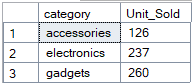 category Unit_Sold
1 accessories 126
2 electronics 237
3 gadgets 260